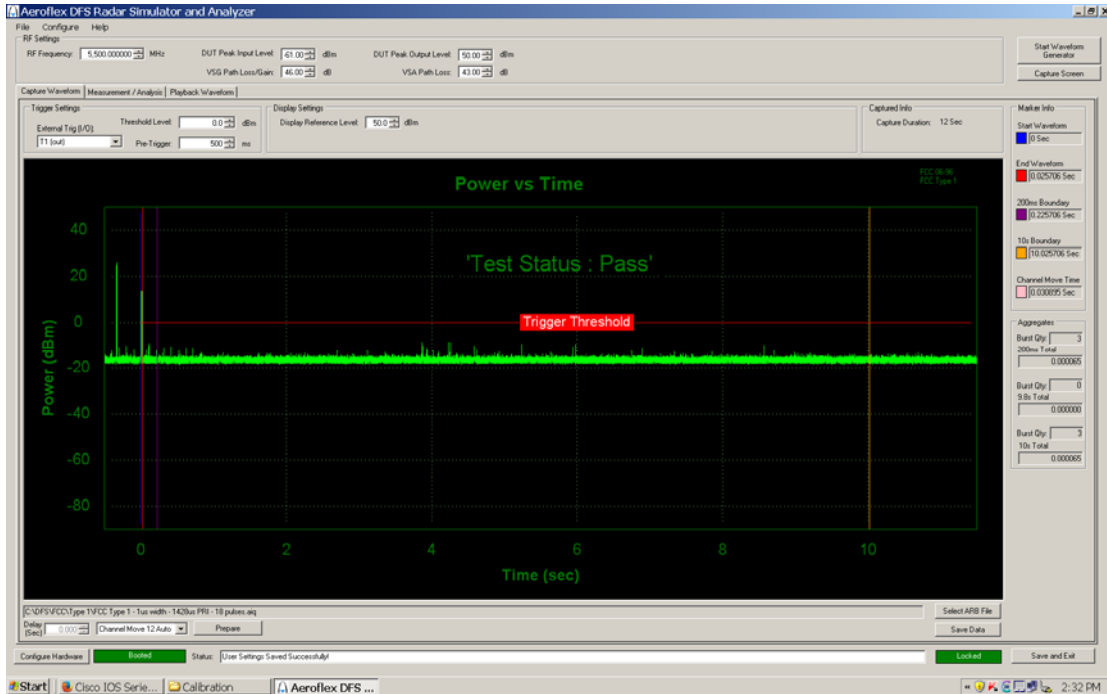 Aeroflex DFS Radar Simulator and Analyzer
File Configure Help
RF Settings
RF Frequency: 5,500.000000 MHz
DUT Peak Input Level: -61.00 dBm
DUT Peak Output Level: 50.00 dBm
VSG Path Loss/Gain: 46.00 dB
VSA Path Loss: 43.00 dB
Start Waveform Generator
Capture Screen
Capture Waveform Measurement / Analysis Playback Waveform
Trigger Settings
External Trig (I/O):
T1 (out)
Threshold Level: 0.0 dBm
Pre-Trigger: 500 ms
Display Settings
Display Reference Level: 50.0 dBm
Captured Info
Capture Duration: 12 Sec
Marker Info
Start Waveform
0 Sec
End Waveform
0.025706 Sec
200ms Boundary
0.225706 Sec
10s Boundary
10.025706 Sec
Channel Move Time
0.030895 Sec
Aggregates
Burst Qty: 3
200ms Total
0.000065
Burst Qty: 0
9.8s Total
0.000000
Burst Qty: 3
10s Total
0.000065
Power vs Time
FCC 06-96
FCC Type 1
'Test Status : Pass'
Trigger Threshold
Power (dBm)
40
20
0
-20
-40
-60
-80
0 2 4 6 8 10
Time (sec)
C:\DFS\FCC\Type 1\FCC Type 1 - 1us width - 1428us PRI - 18 pulses.aiq
Select ARB File
Delay (Sec) 0.000
Channel Move 12 Auto
Prepare
Save Data
Configure Hardware
Booted
Status: User Settings Saved Successfully!
Locked
Save and Exit
Start
Cisco IOS Serie...
Calibration
Aeroflex DFS ...
2:32 PM